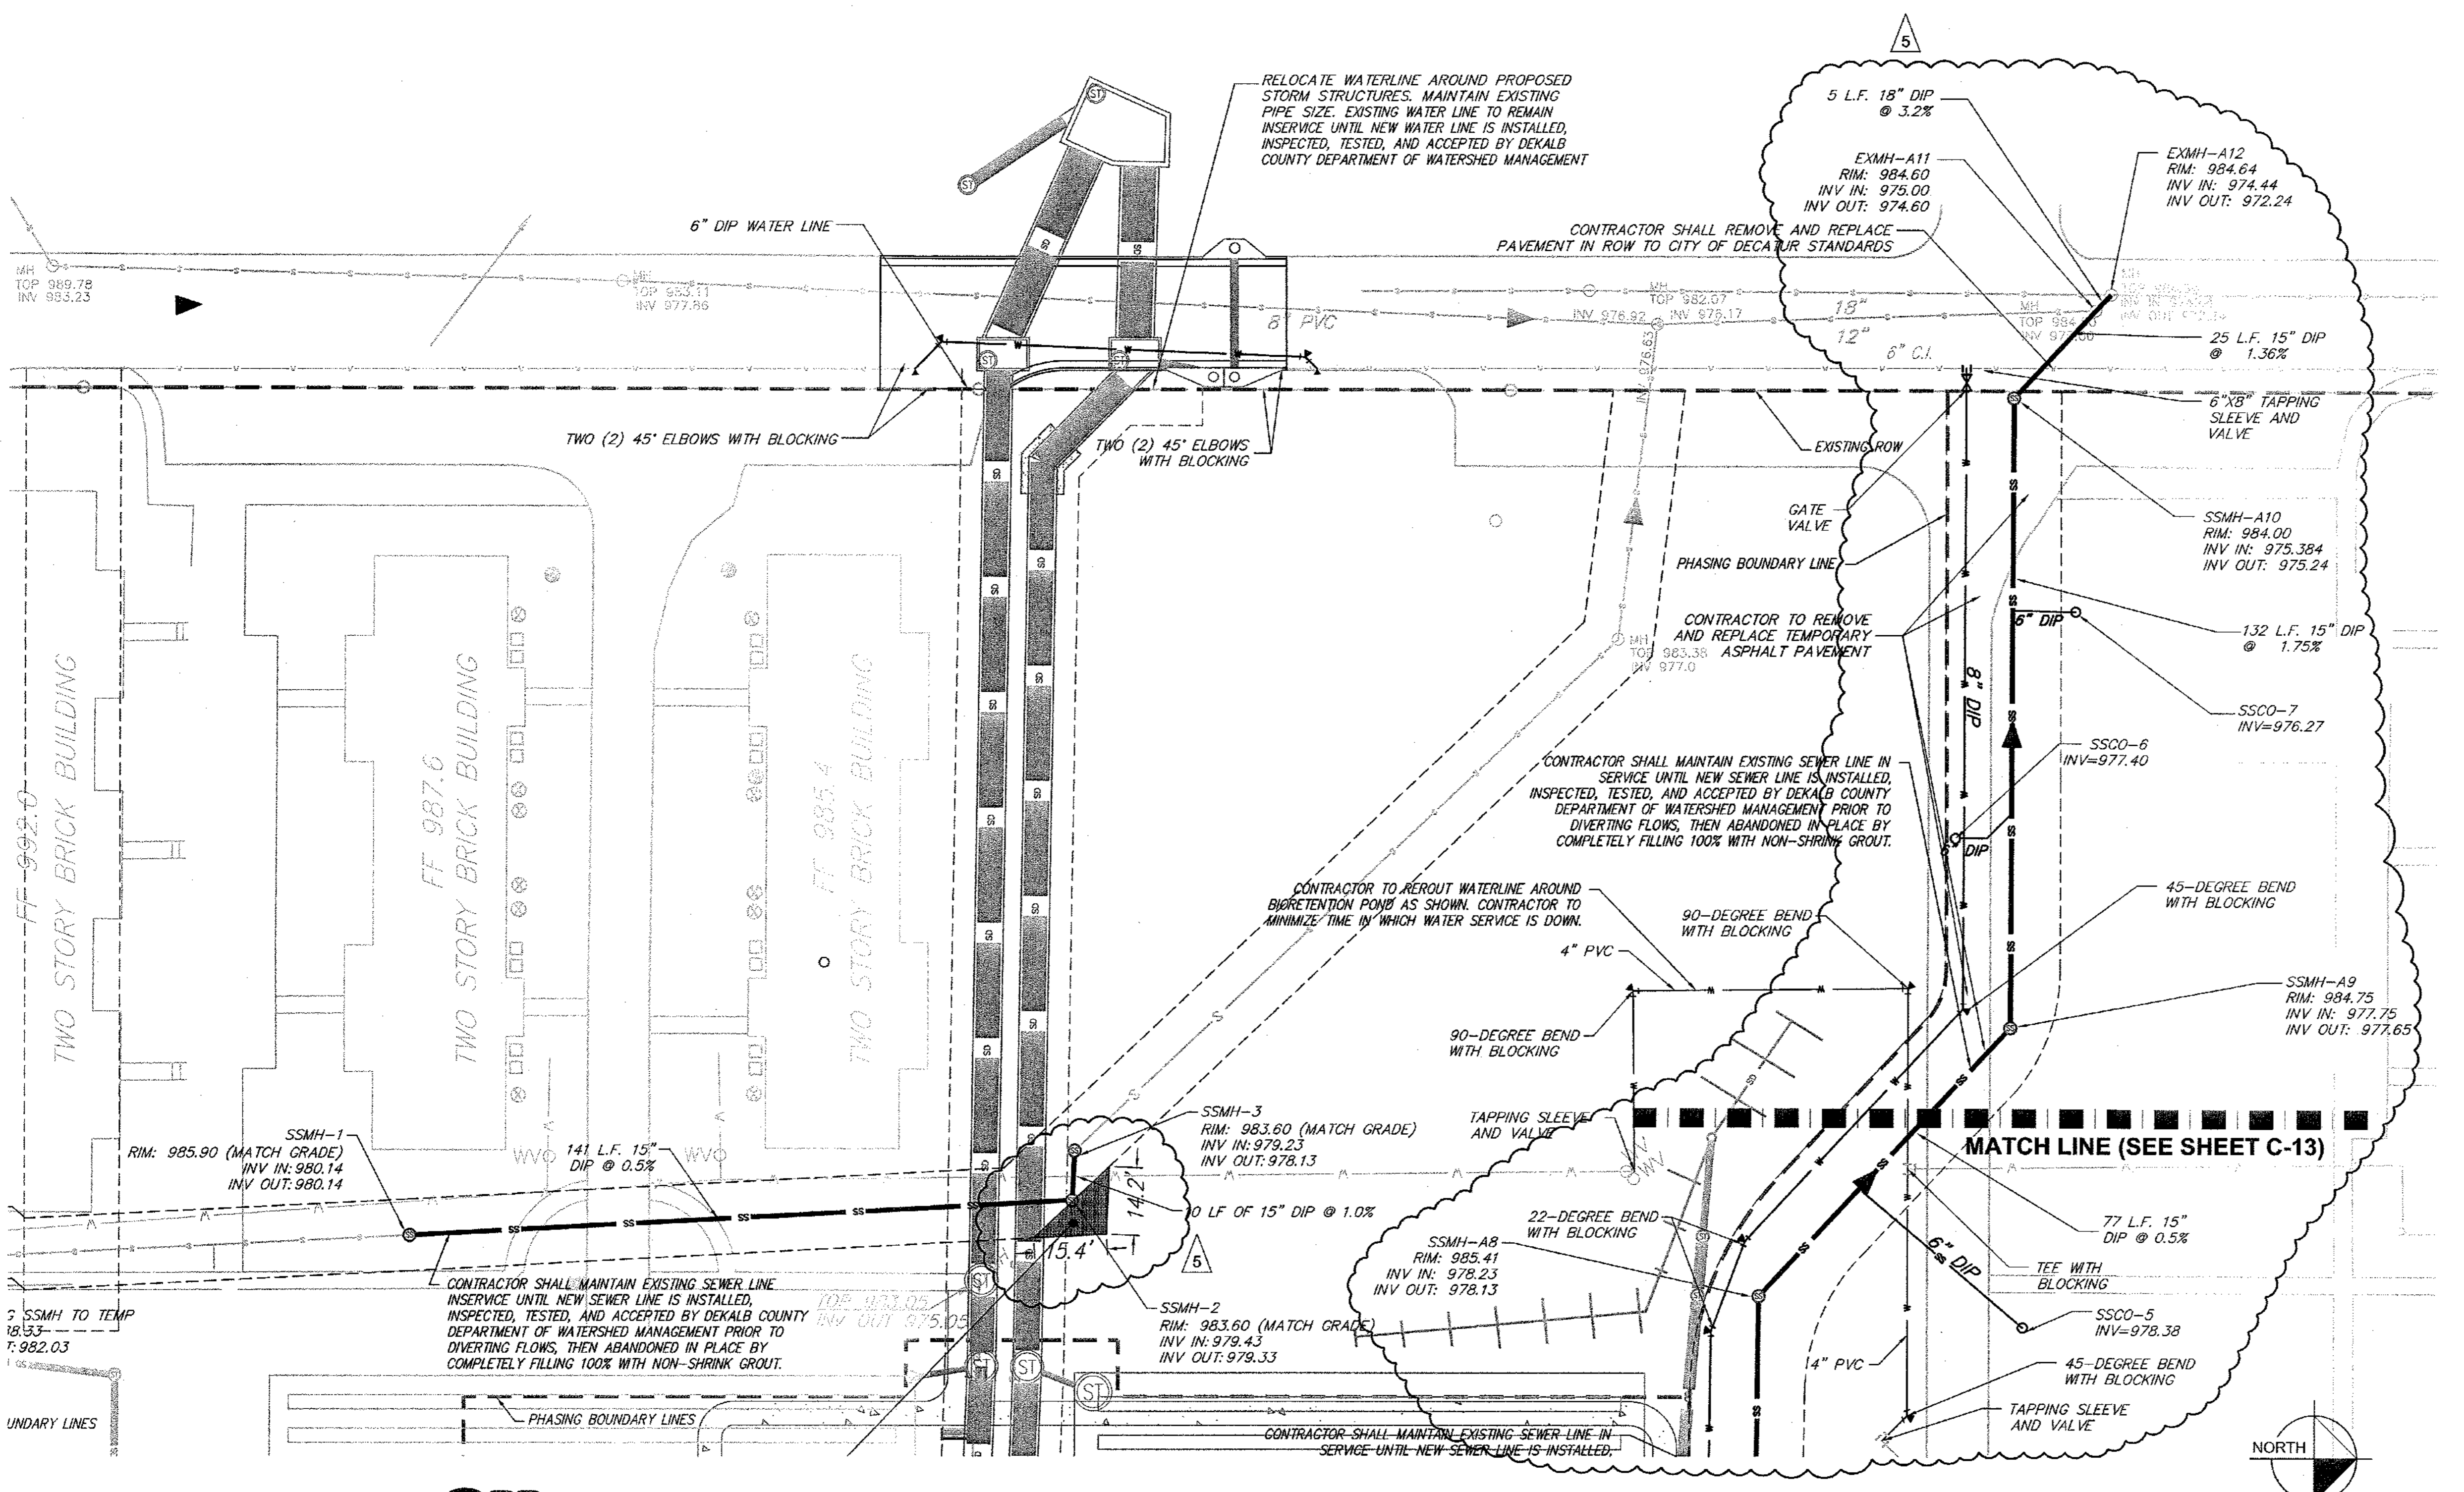 5
RELOCATE WATERLINE AROUND PROPOSED
STORM STRUCTURES. MAINTAIN EXISTING
PIPE SIZE. EXISTING WATER LINE TO REMAIN
INSERVICE UNTIL NEW WATER LINE IS INSTALLED,
INSPECTED, TESTED, AND ACCEPTED BY DEKALB
COUNTY DEPARTMENT OF WATERSHED MANAGEMENT
5 L.F. 18" DIP
@ 3.2%
EXMH-A11
RIM: 984.60
INV IN: 975.00
INV OUT: 974.60
EXMH-A12
RIM: 984.64
INV IN: 974.44
INV OUT: 972.24
CONTRACTOR SHALL REMOVE AND REPLACE
PAVEMENT IN ROW TO CITY OF DECATUR STANDARDS
6" DIP WATER LINE
MH
TOP 989.78
INV 983.23
MH
INV 977.86
8" PVC
MH
TOP 982.07
INV 976.92
INV 976.17
18"
12"
6" C.I.
MH
25 L.F. 15" DIP
@ 1.36%
6"X8" TAPPING
SLEEVE AND
VALVE
TWO (2) 45° ELBOWS WITH BLOCKING
TWO (2) 45° ELBOWS
WITH BLOCKING
EXISTING ROW
INV 976.63
GATE
VALVE
PHASING BOUNDARY LINE
SSMH-A10
RIM: 984.00
INV IN: 975.384
INV OUT: 975.24
CONTRACTOR TO REMOVE
AND REPLACE TEMPORARY
ASPHALT PAVEMENT
MH
TOP 983.38
INV 977.0
6" DIP
132 L.F. 15" DIP
@ 1.75%
8" DIP
SSCO-7
INV=976.27
SSCO-6
INV=977.40
FF 992.0
TWO STORY BRICK BUILDING
FF 987.6
TWO STORY BRICK BUILDING
FF 985.4
TWO STORY BRICK BUILDING
CONTRACTOR SHALL MAINTAIN EXISTING SEWER LINE IN
SERVICE UNTIL NEW SEWER LINE IS INSTALLED,
INSPECTED, TESTED, AND ACCEPTED BY DEKALB COUNTY
DEPARTMENT OF WATERSHED MANAGEMENT PRIOR TO
DIVERTING FLOWS, THEN ABANDONED IN PLACE BY
COMPLETELY FILLING 100% WITH NON-SHRINK GROUT.
6" DIP
CONTRACTOR TO REROUT WATERLINE AROUND
BIORETENTION POND AS SHOWN. CONTRACTOR TO
MINIMIZE TIME IN WHICH WATER SERVICE IS DOWN.
4" PVC
90-DEGREE BEND
WITH BLOCKING
45-DEGREE BEND
WITH BLOCKING
90-DEGREE BEND
WITH BLOCKING
SSMH-A9
RIM: 984.75
INV IN: 977.75
INV OUT: 977.65
TAPPING SLEEVE
AND VALVE
MATCH LINE (SEE SHEET C-13)
SSMH-1
RIM: 985.90 (MATCH GRADE)
INV IN: 980.14
INV OUT: 980.14
141 L.F. 15"
DIP @ 0.5%
WV
WV
SSMH-3
RIM: 983.60 (MATCH GRADE)
INV IN: 979.23
INV OUT: 978.13
14.2'
0 LF OF 15" DIP @ 1.0%
15.4'
5
WV
22-DEGREE BEND
WITH BLOCKING
SSMH-A8
RIM: 985.41
INV IN: 978.23
INV OUT: 978.13
6" DIP
77 L.F. 15"
DIP @ 0.5%
TEE WITH
BLOCKING
SSCO-5
INV=978.38
CONTRACTOR SHALL MAINTAIN EXISTING SEWER LINE
INSERVICE UNTIL NEW SEWER LINE IS INSTALLED,
INSPECTED, TESTED, AND ACCEPTED BY DEKALB COUNTY
DEPARTMENT OF WATERSHED MANAGEMENT PRIOR TO
DIVERTING FLOWS, THEN ABANDONED IN PLACE BY
COMPLETELY FILLING 100% WITH NON-SHRINK GROUT.
INV OUT 975.05
SSMH-2
RIM: 983.60 (MATCH GRADE)
INV IN: 979.43
INV OUT: 979.33
SSMH TO TEMP
982.03
4" PVC
45-DEGREE BEND
WITH BLOCKING
TAPPING SLEEVE
AND VALVE
UNDARY LINES
PHASING BOUNDARY LINES
CONTRACTOR SHALL MAINTAIN EXISTING SEWER LINE IN
SERVICE UNTIL NEW SEWER LINE IS INSTALLED,
NORTH